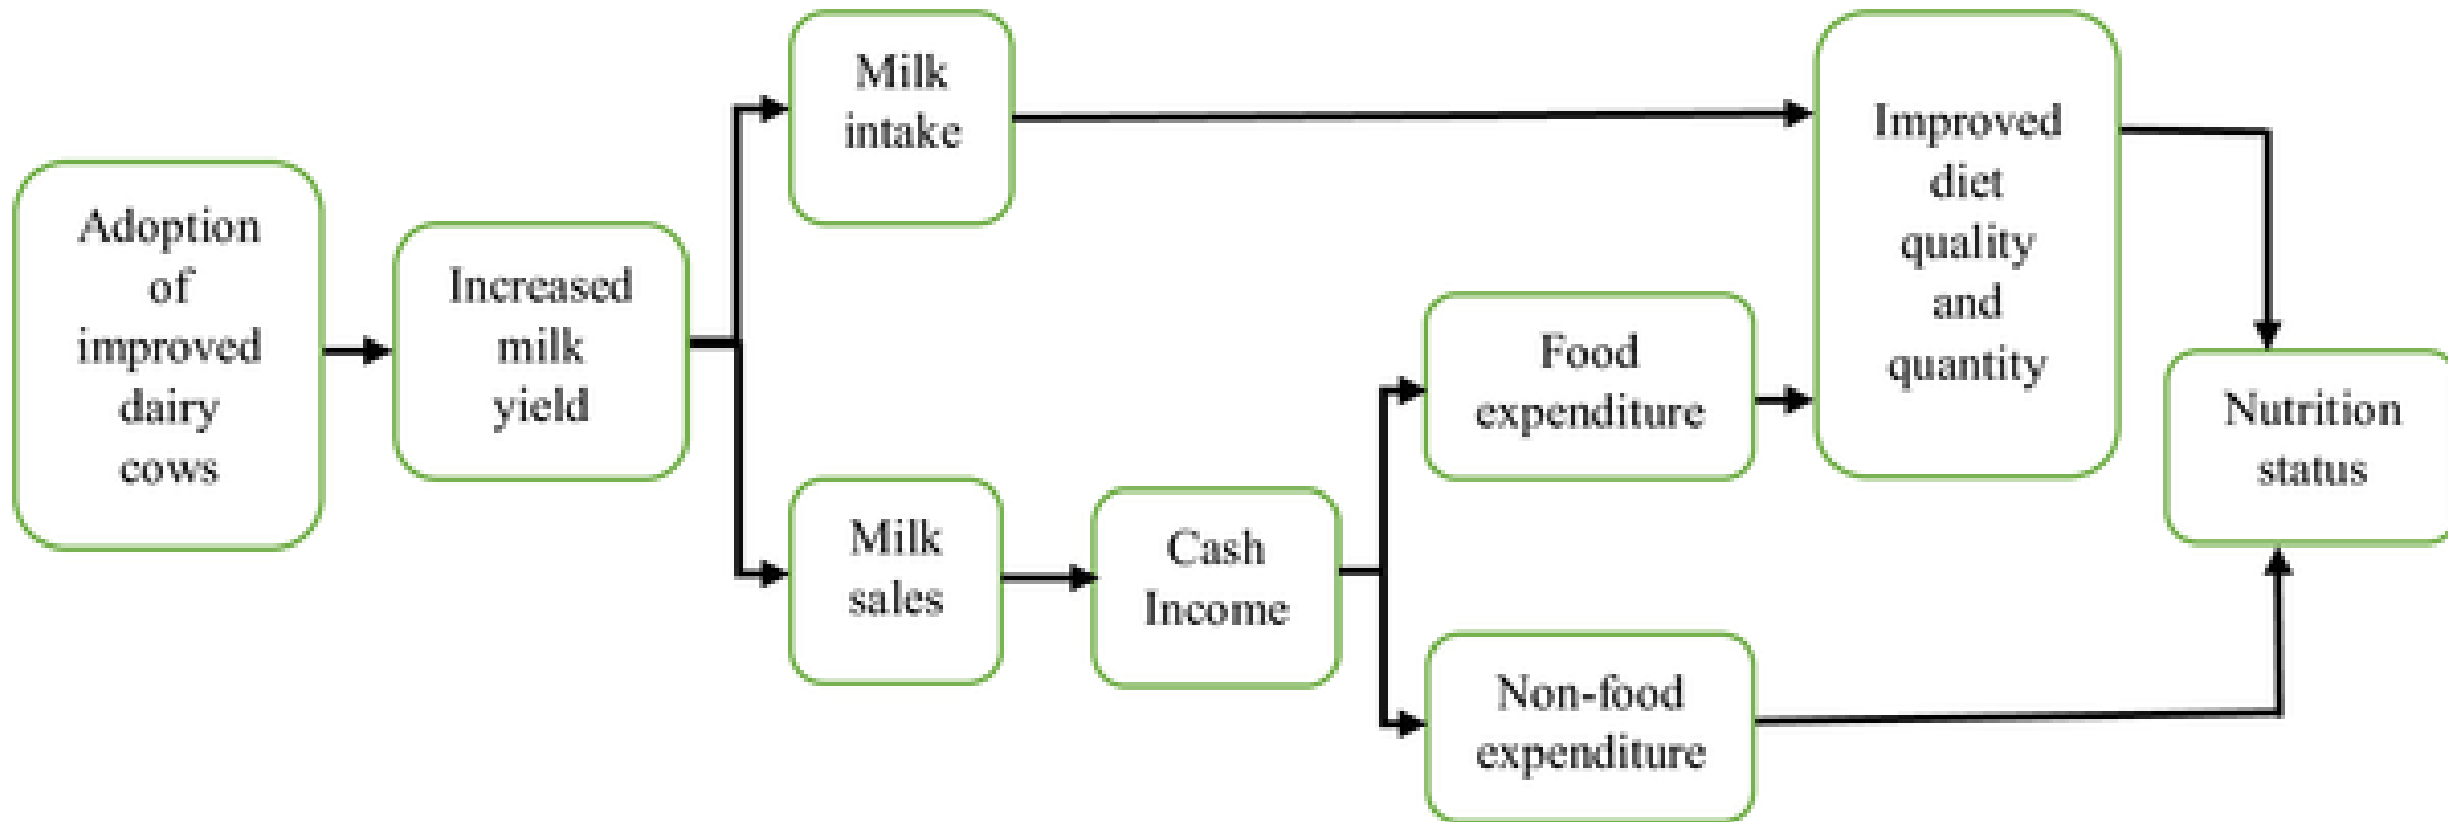 Adoption
of
improved
dairy
cows
Increased
milk
yield
Milk
intake
Milk
sales
Cash
Income
Food
expenditure
Non-food
expenditure
Improved
diet
quality
and
quantity
Nutrition
status